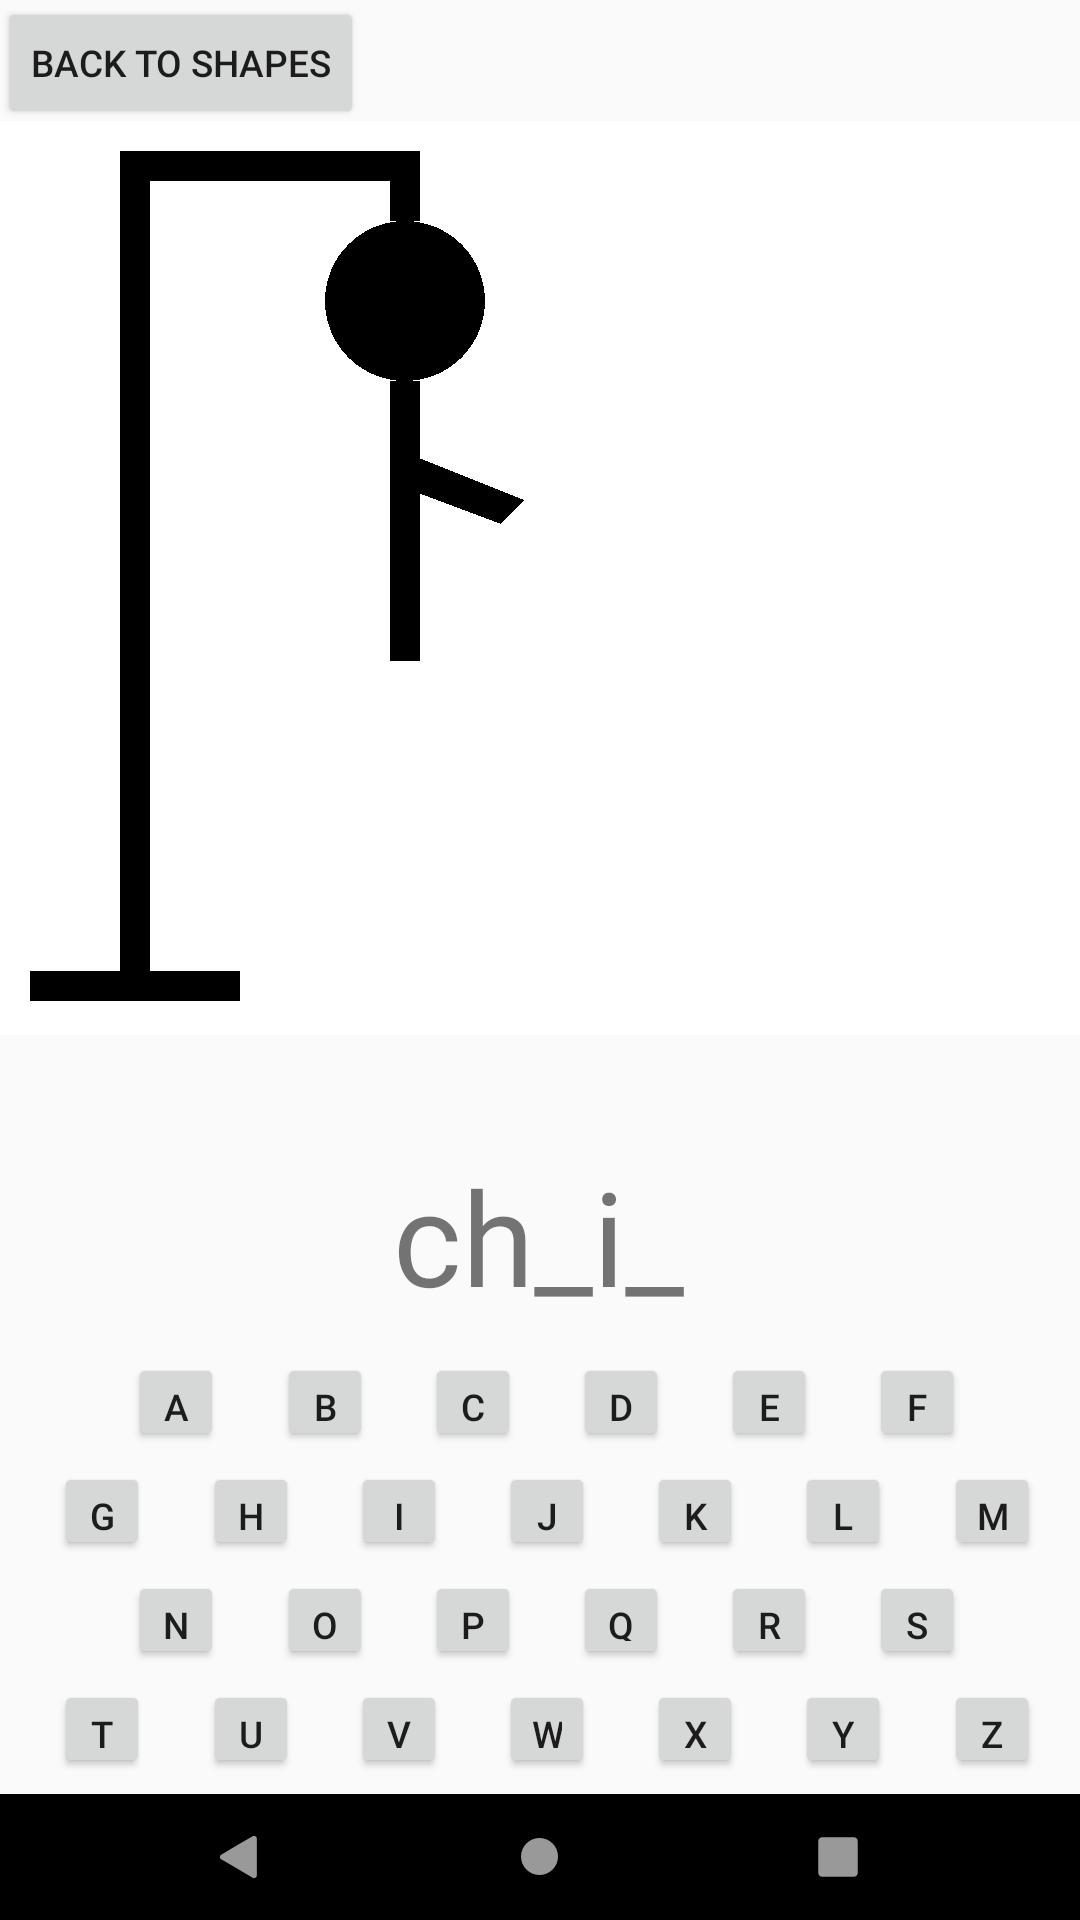 BACK TO SHAPES
ch_i_
A B C D E F
G H I J K L M
N O P Q R S
T U V W X Y Z